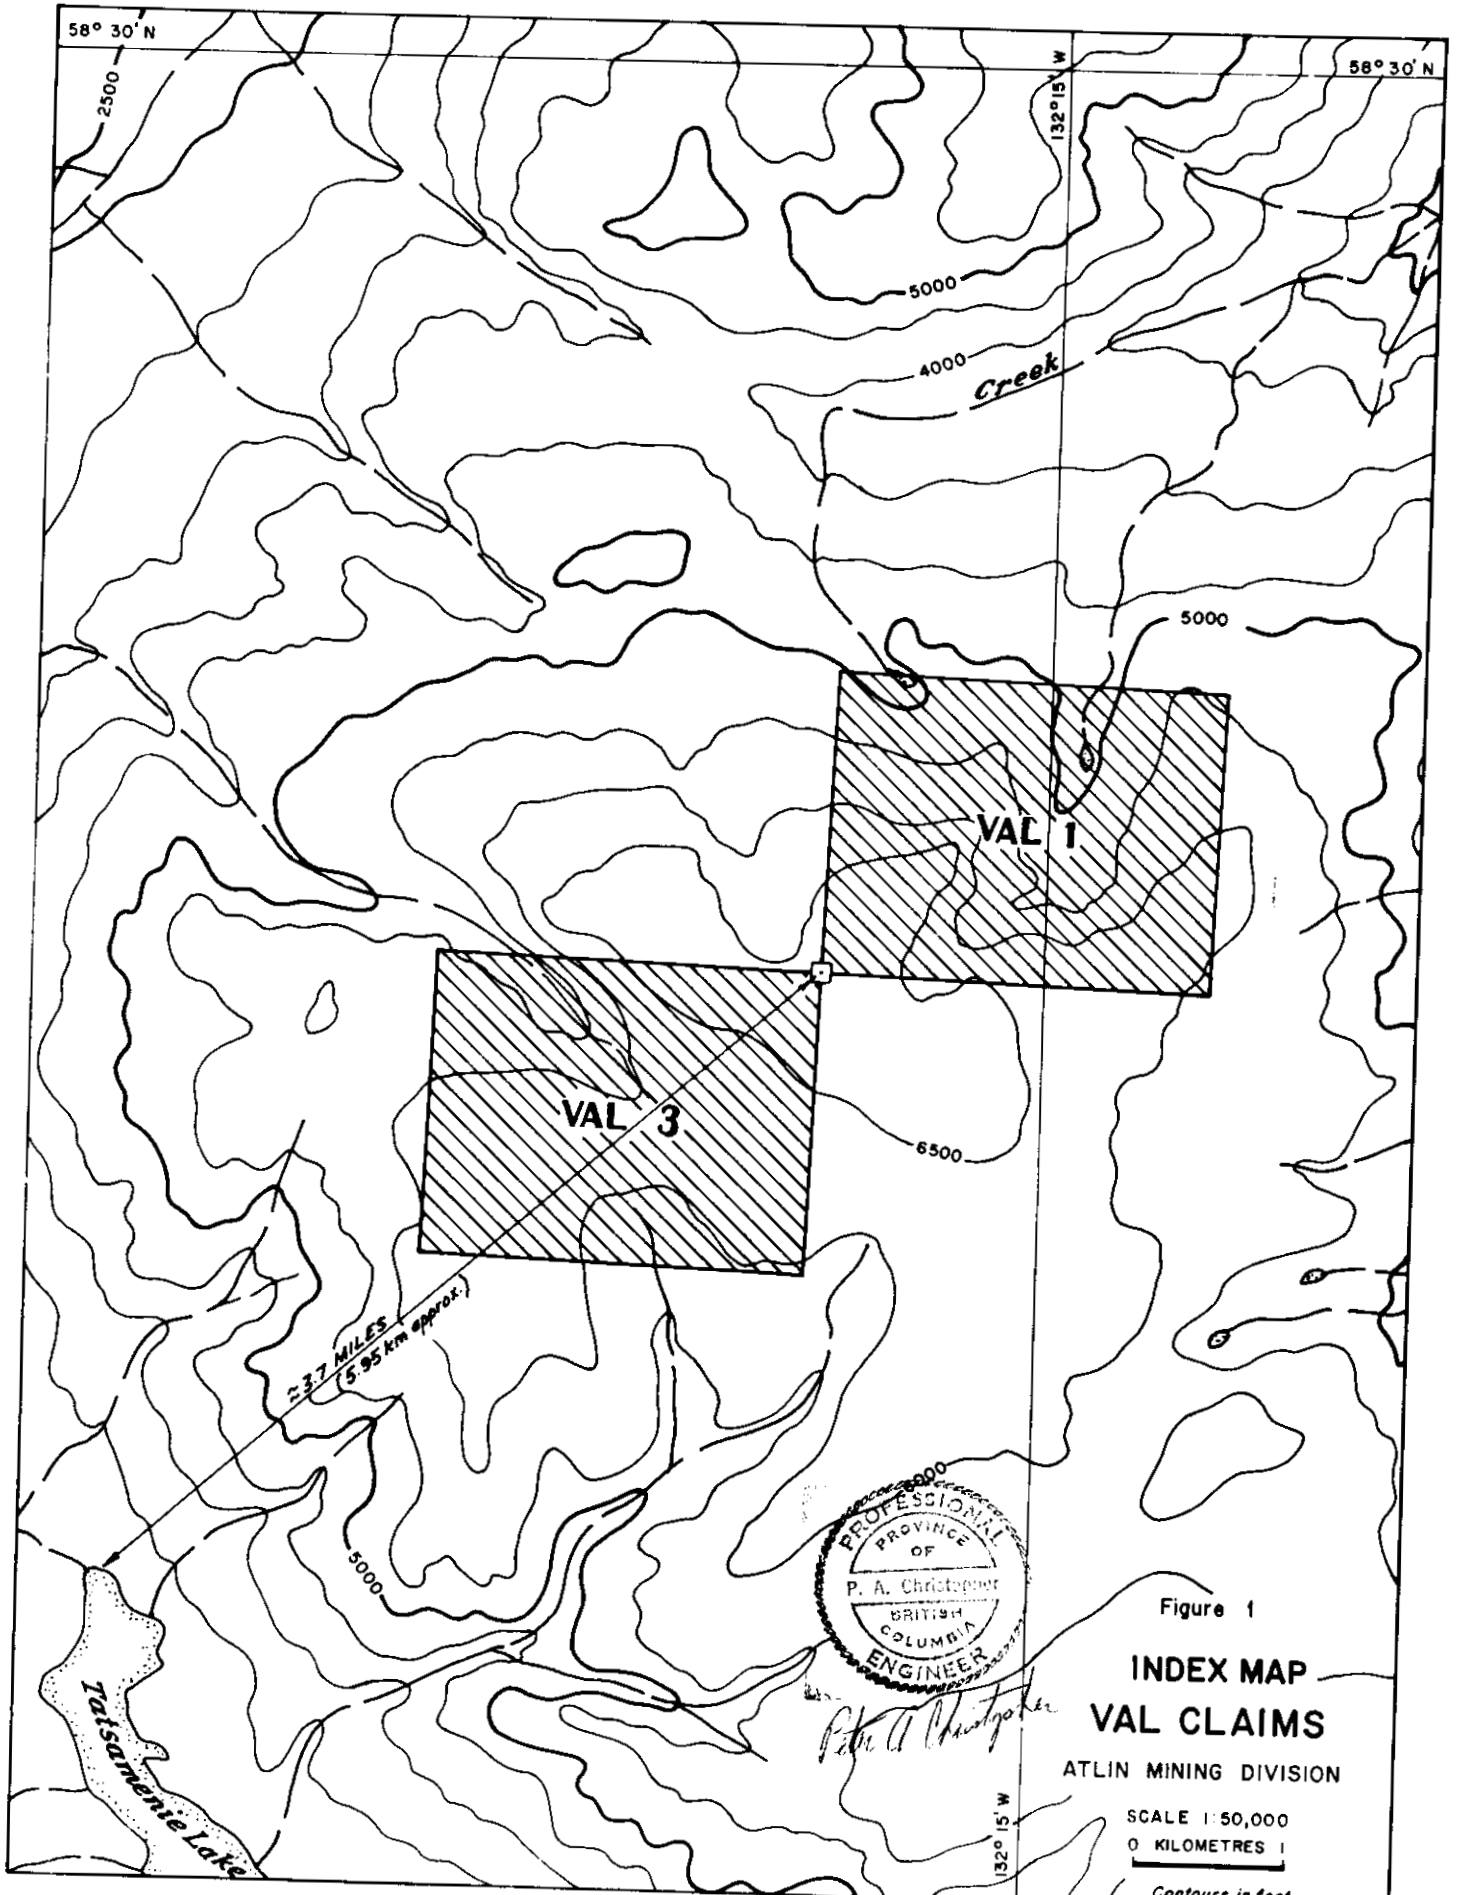 58° 30' N
58° 30' N
132° 15' W
2500
5000
4000
Creek
5000
VAL 1
VAL 3
6500
≈3.7 MILES
(5.95 km approx.)
5000
PROFESSIONAL
PROVINCE
OF
P. A. Christopher
BRITISH
COLUMBIA
ENGINEER
Peter A Christopher
Figure 1
INDEX MAP
VAL CLAIMS
ATLIN MINING DIVISION
SCALE 1:50,000
0 KILOMETRES 1
Contours in feet
132° 15' W
Tatsamenie Lake